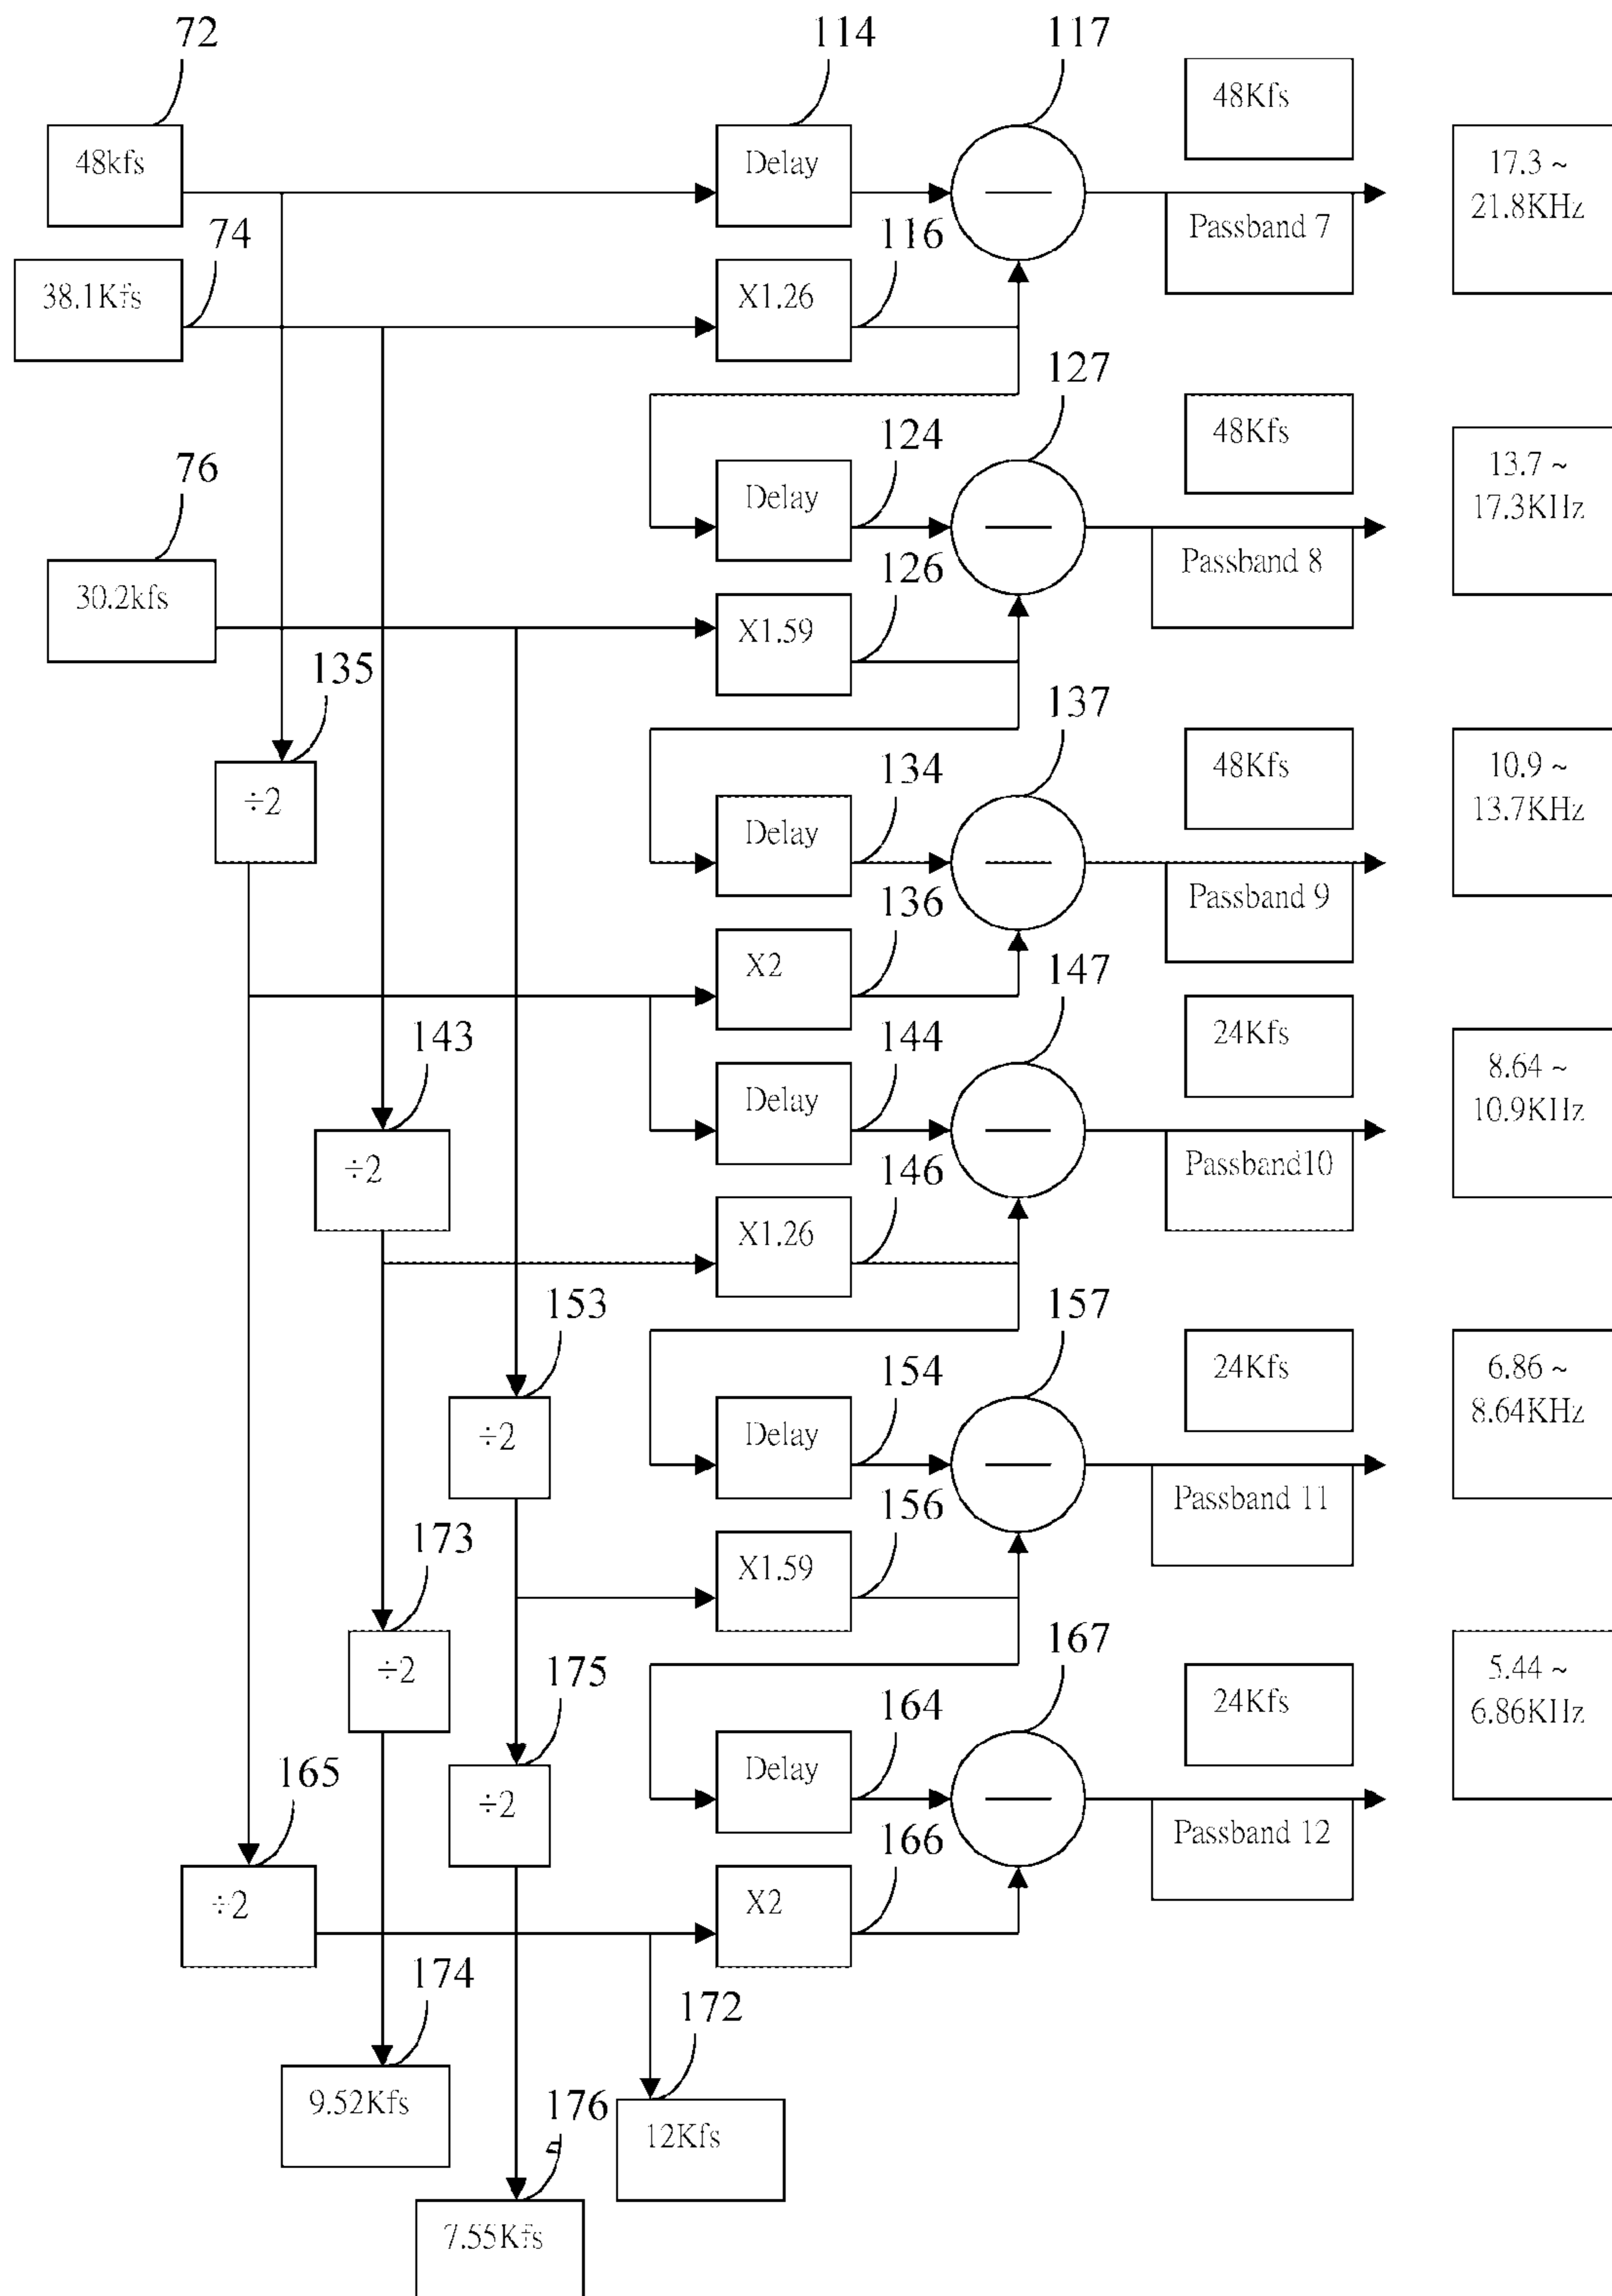 72
114
117
48Kfs
48kfs
Delay
17.3 ~
21.8KHz
Passband 7
74
116
38.1Kfs
X1.26
127
124
48Kfs
76
Delay
13.7 ~
17.3KHz
Passband 8
126
30.2kfs
X1.59
135
137
134
48Kfs
÷2
Delay
10.9 ~
13.7KHz
Passband 9
136
X2
147
143
144
24Kfs
÷2
Delay
8.64 ~
10.9KHz
Passband10
146
X1.26
153
157
154
24Kfs
÷2
Delay
6.86 ~
8.64KHz
Passband 11
173
156
X1.59
÷2
175
167
164
24Kfs
5.44 ~
6.86KHz
165
÷2
Delay
Passband 12
166
÷2
X2
174
172
9.52Kfs
176
12Kfs
5
7.55Kfs